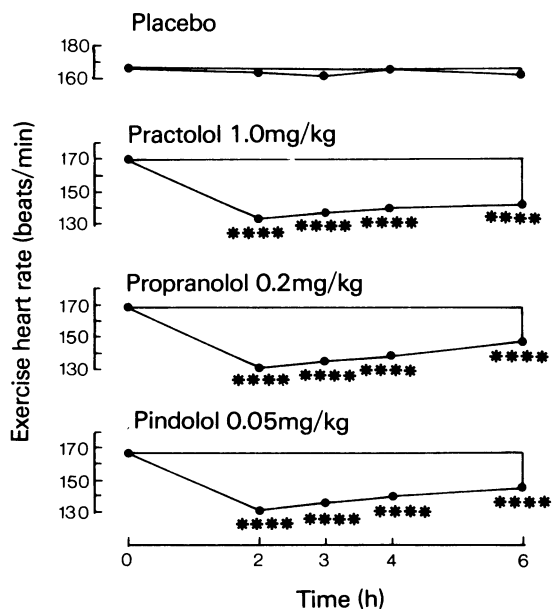 Placebo
180
160
Practolol 1.0mg/kg
170
150
130
✱✱✱✱ ✱✱✱✱ ✱✱✱✱ ✱✱✱✱
Propranolol 0.2mg/kg
170
150
130
✱✱✱✱ ✱✱✱✱ ✱✱✱✱ ✱✱✱✱
Pindolol 0.05mg/kg
170
150
130
✱✱✱✱ ✱✱✱✱ ✱✱✱✱ ✱✱✱✱
0 2 3 4 6
Time (h)
Exercise heart rate (beats/min)